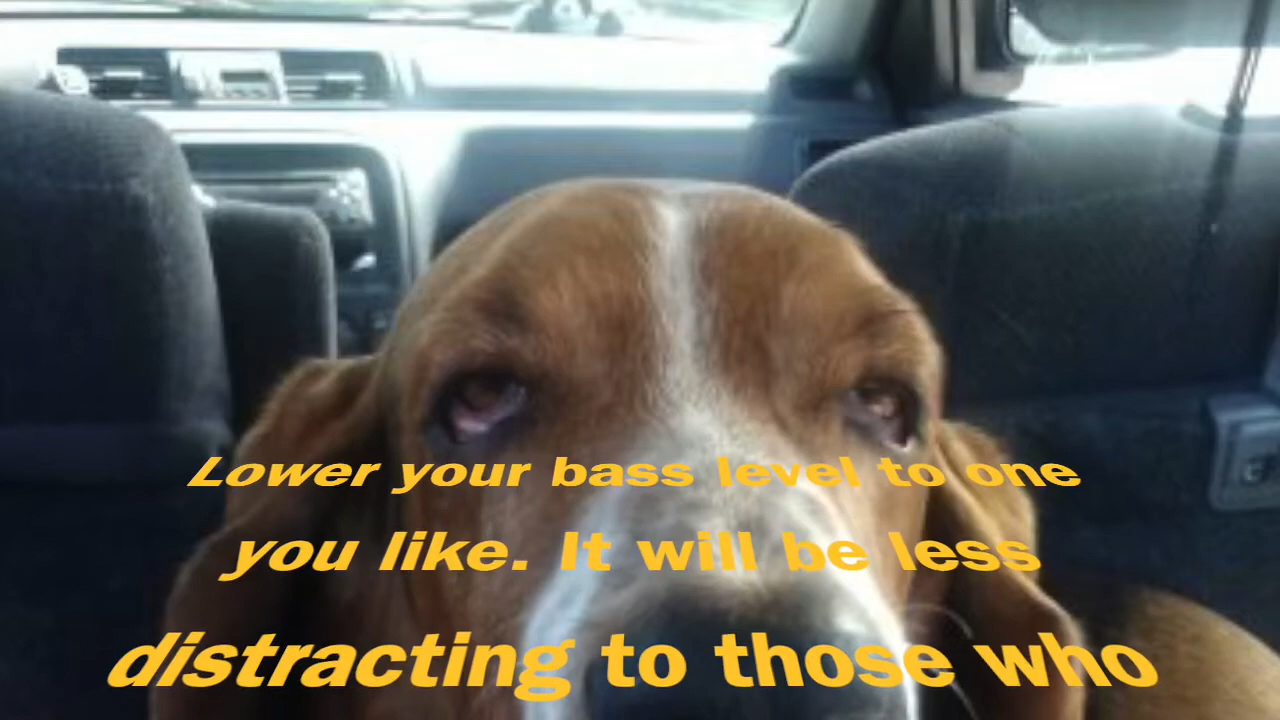 Lower your bass level to one
you like. It will be less
distracting to those who